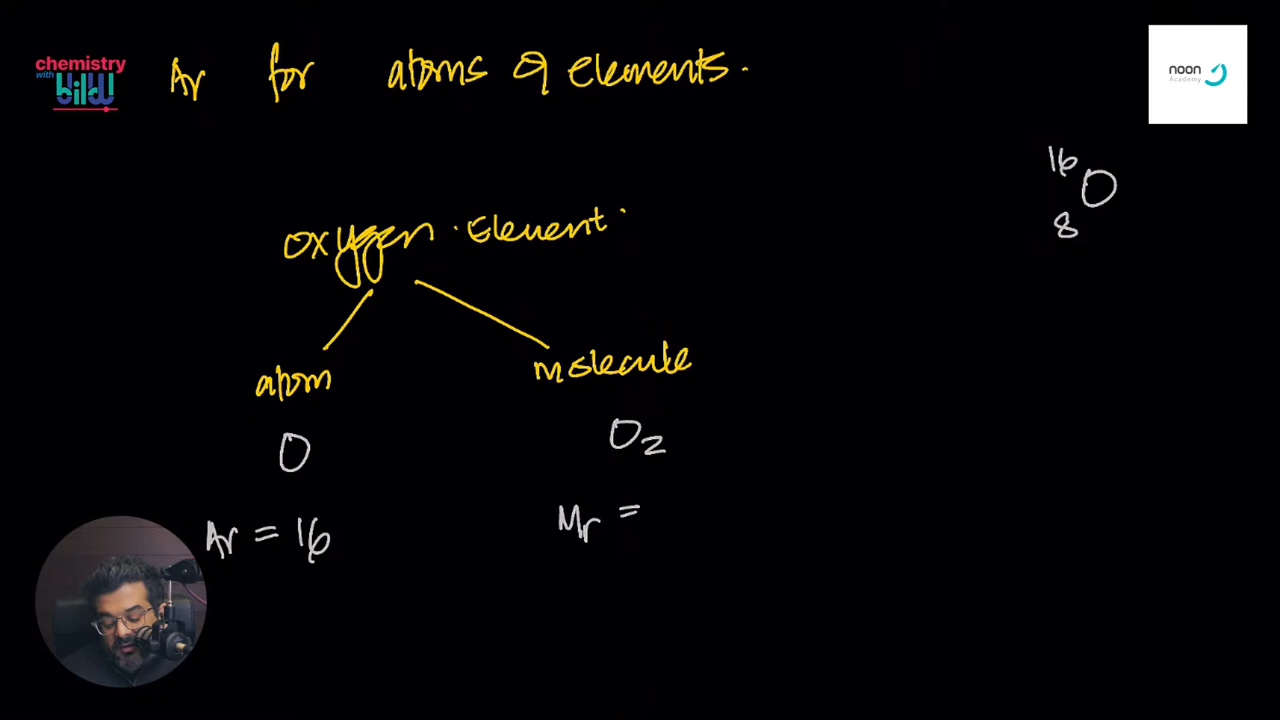 chemistry
with
bilal
noon
Academy
Ar for atoms of elements.
16
O
8
oxygen. Element.
atom
molecule
O
O2
Ar = 16
Mr =